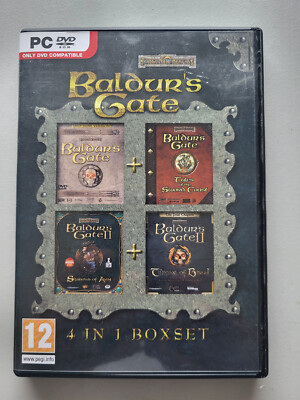 PC DVD
ROM
ONLY DVD COMPATIBLE
FORGOTTEN REALMS
Baldur's
Gate
Baldur's
Gate
DVD
+
Baldur's
Gate
Tales
of the
Sword Coast
Baldur's
Gate II
Shadows of Amn
+
Baldur's
Gate II
Throne of Bhaal
12
www.pegi.info
4 IN 1 BOXSET